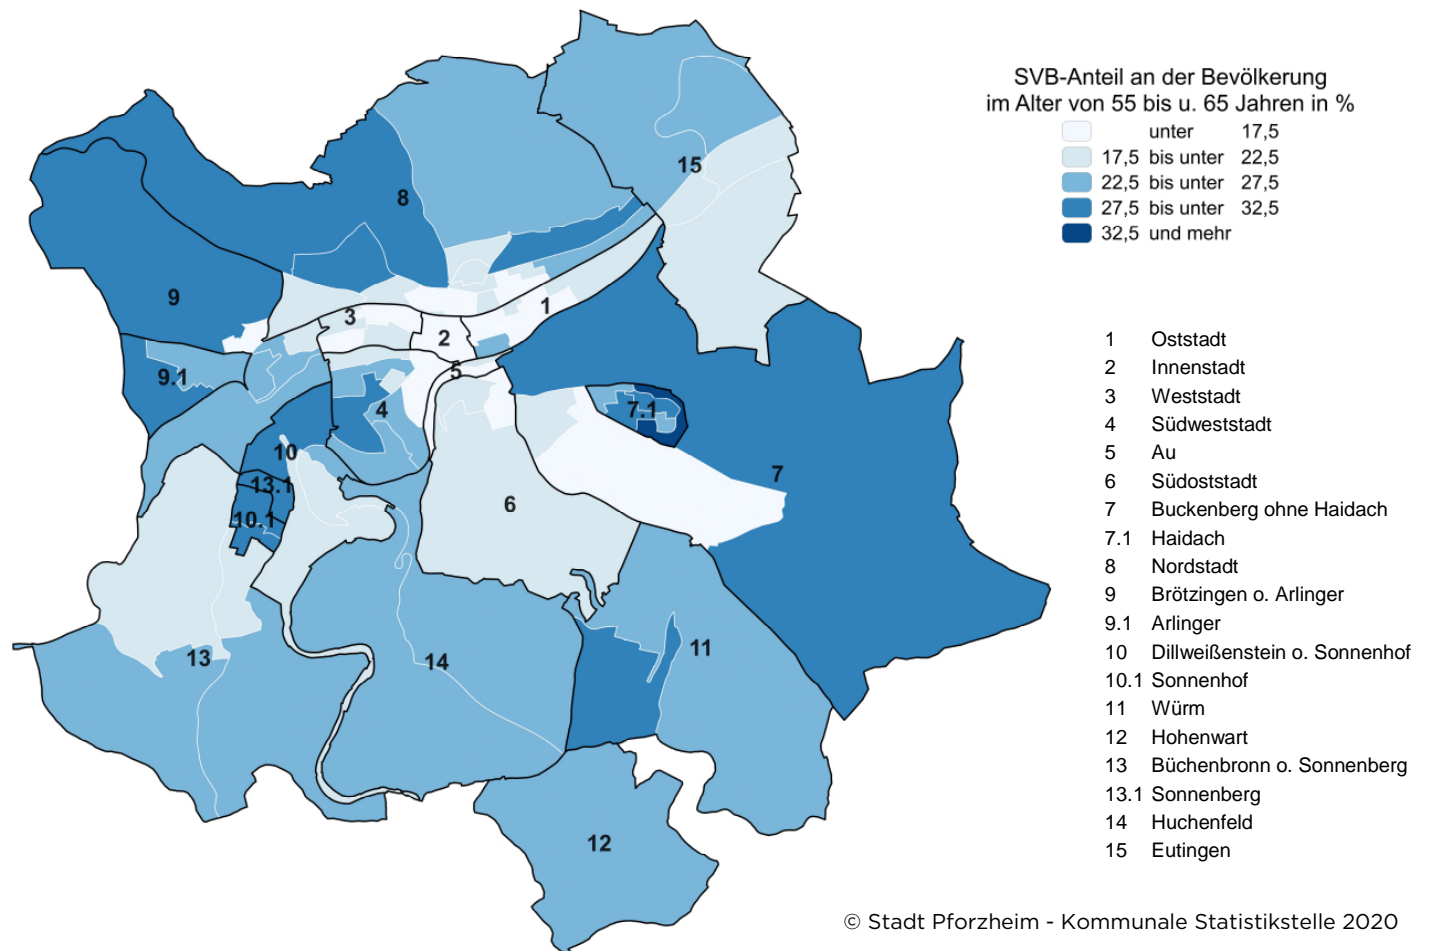 SVB-Anteil an der Bevölkerung
im Alter von 55 bis u. 65 Jahren in %
unter 17,5
17,5 bis unter 22,5
22,5 bis unter 27,5
27,5 bis unter 32,5
32,5 und mehr
15
8
9
1
3
2
5
9.1
4
7.1
10
7
13.1
6
10.1
11
13
14
12
1 Oststadt
2 Innenstadt
3 Weststadt
4 Südweststadt
5 Au
6 Südoststadt
7 Buckenberg ohne Haidach
7.1 Haidach
8 Nordstadt
9 Brötzingen o. Arlinger
9.1 Arlinger
10 Dillweißenstein o. Sonnenhof
10.1 Sonnenhof
11 Würm
12 Hohenwart
13 Büchenbronn o. Sonnenberg
13.1 Sonnenberg
14 Huchenfeld
15 Eutingen
© Stadt Pforzheim - Kommunale Statistikstelle 2020